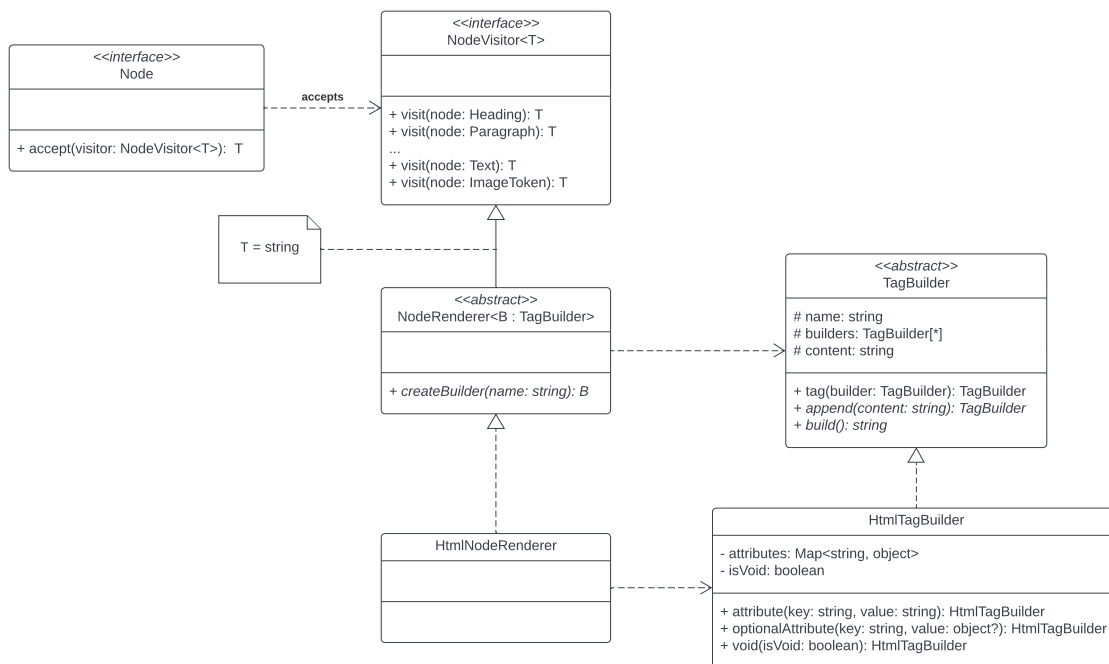 <<interface>>
Node
+ accept(visitor: NodeVisitor<T>):  T
accepts
<<interface>>
NodeVisitor<T>
+ visit(node: Heading): T
+ visit(node: Paragraph): T
...
+ visit(node: Text): T
+ visit(node: ImageToken): T
T = string
<<abstract>>
NodeRenderer<B : TagBuilder>
+ createBuilder(name: string): B
<<abstract>>
TagBuilder
# name: string
# builders: TagBuilder[*]
# content: string
+ tag(builder: TagBuilder): TagBuilder
+ append(content: string): TagBuilder
+ build(): string
HtmlNodeRenderer
HtmlTagBuilder
- attributes: Map<string, object>
- isVoid: boolean
+ attribute(key: string, value: string): HtmlTagBuilder
+ optionalAttribute(key: string, value: object?): HtmlTagBuilder
+ void(isVoid: boolean): HtmlTagBuilder